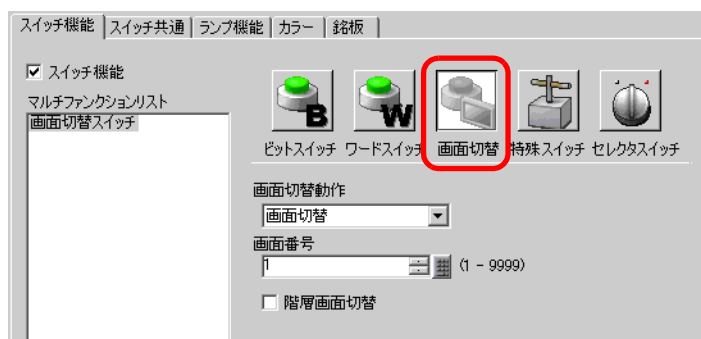 スイッチ機能 スイッチ共通 ランプ機能 カラー 銘板
スイッチ機能
マルチファンクションリスト
画面切替スイッチ
B W
ビットスイッチ ワードスイッチ 画面切替 特殊スイッチ セレクタスイッチ
画面切替動作
画面切替
画面番号
1 (1 - 9999)
階層画面切替